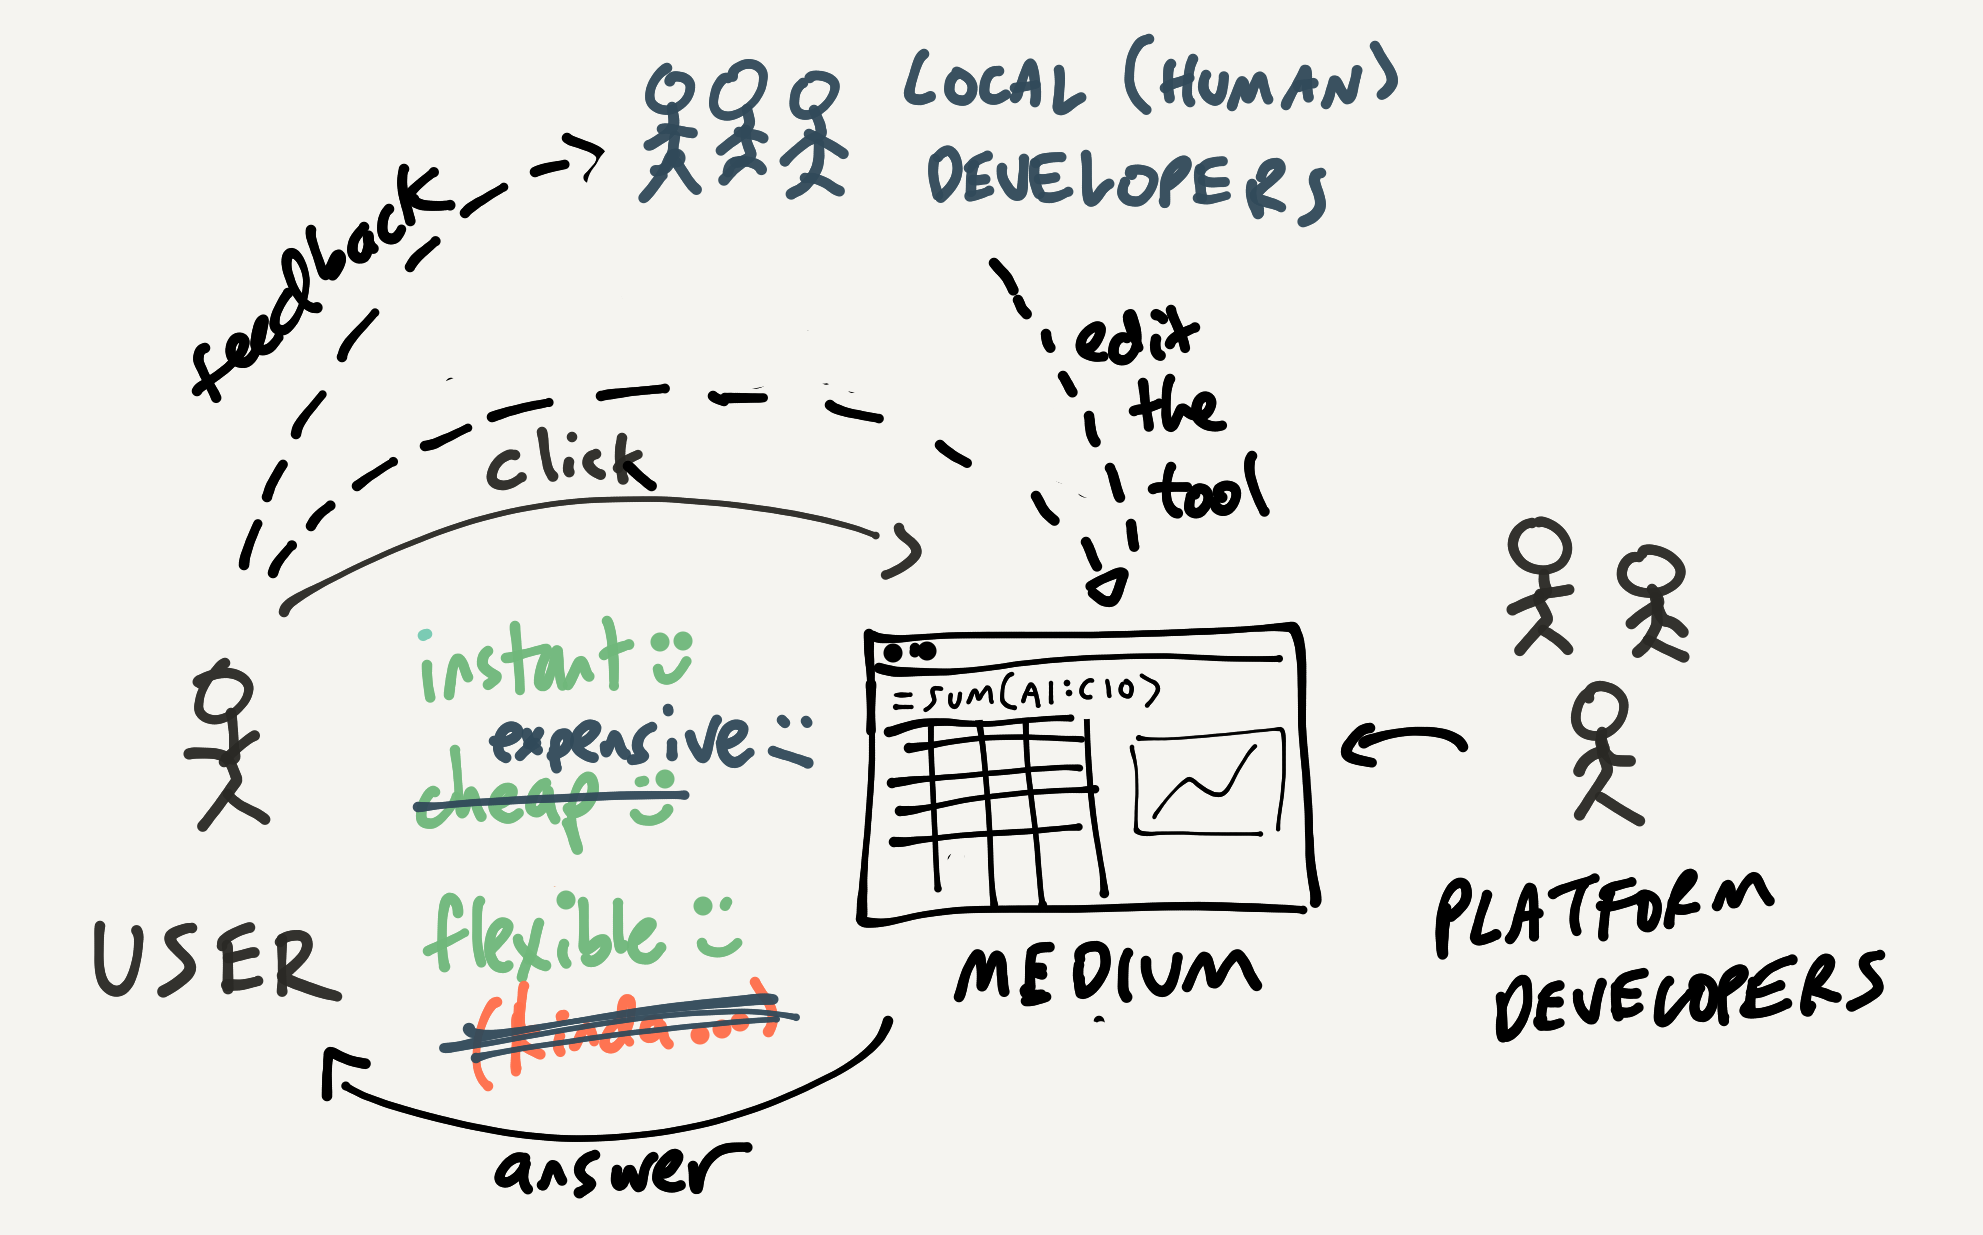 LOCAL (HUMAN)
DEVELOPERS
feedback
edit
the
tool
click
instant :)
expensive :|
cheap :)
=SUM(A1:C10)
flexible :)
(kinda...)
USER
MEDIUM
PLATFORM
DEVELOPERS
answer